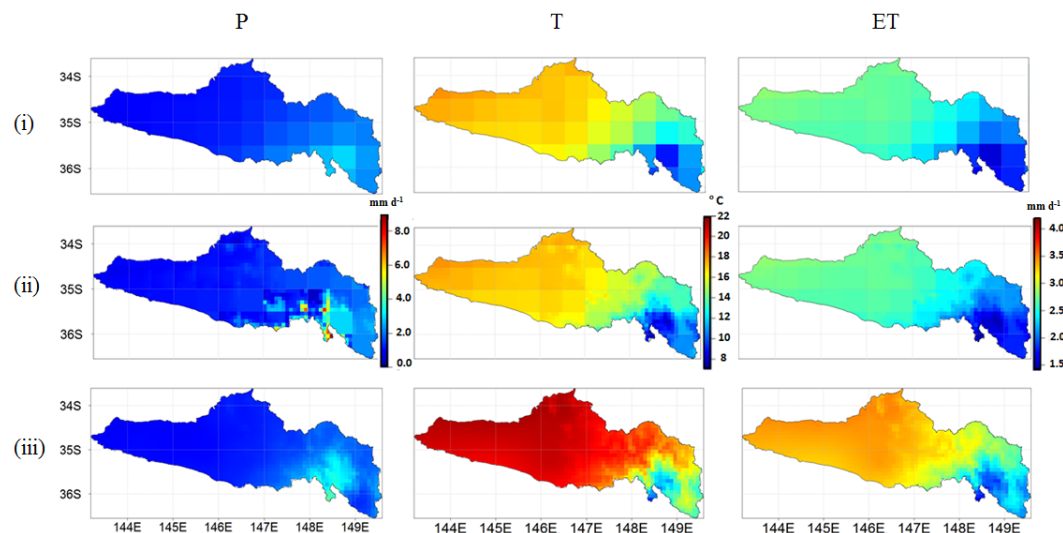 P T ET
(i)
34S
35S
36S
mm d-1
° C
mm d-1
(ii)
34S
35S
36S
8.0
6.0
4.0
2.0
0.0
22
20
18
16
14
12
10
8
4.0
3.5
3.0
2.5
2.0
1.5
(iii)
34S
35S
36S
144E 145E 146E 147E 148E 149E
144E 145E 146E 147E 148E 149E
144E 145E 146E 147E 148E 149E